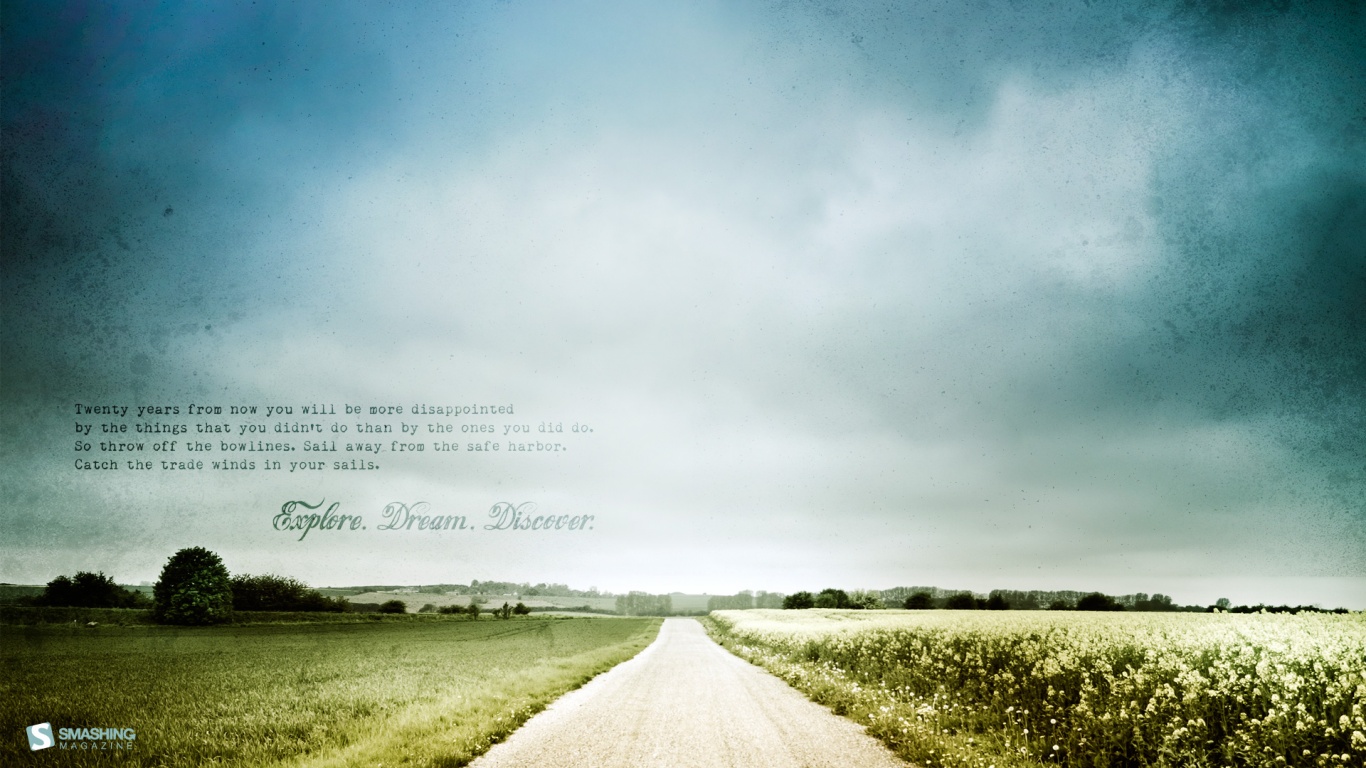 Twenty years from now you will be more disappointed
by the things that you didn't do than by the ones you did do.
So throw off the bowlines. Sail away from the safe harbor.
Catch the trade winds in your sails.
Explore. Dream. Discover.
SMASHING
MAGAZINE